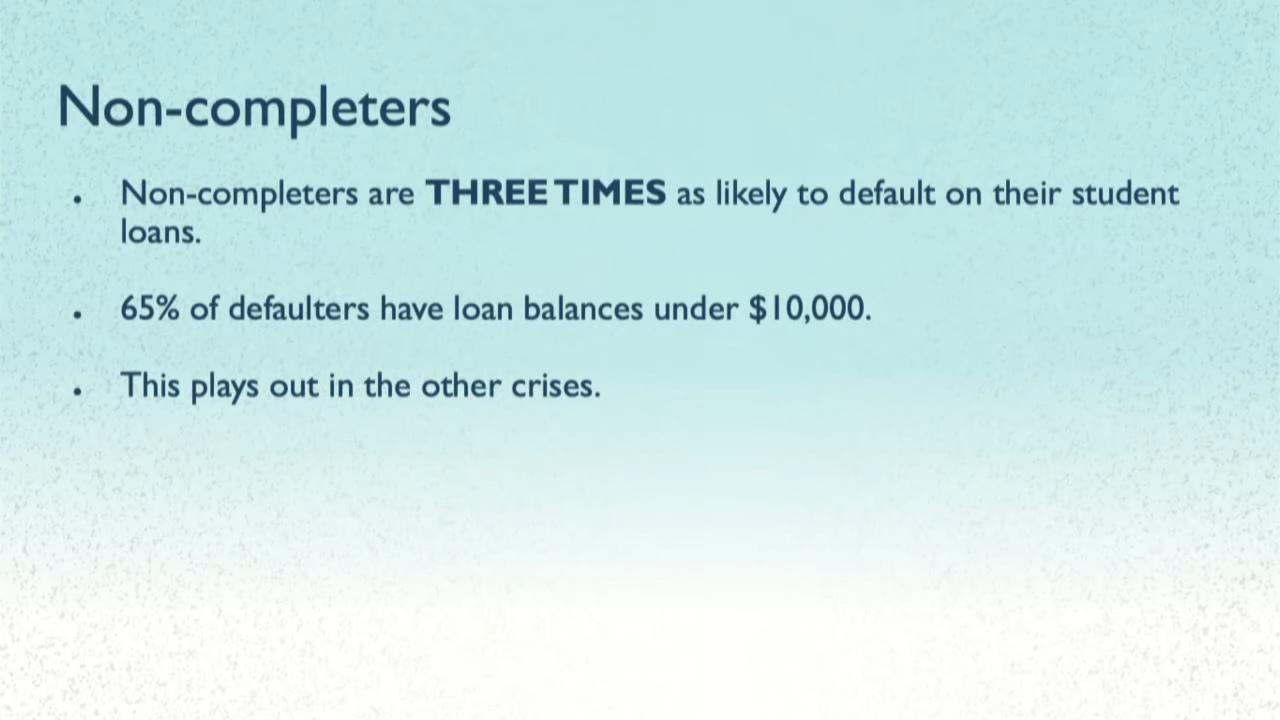 Non-completers
• Non-completers are THREE TIMES as likely to default on their student
loans.
• 65% of defaulters have loan balances under $10,000.
• This plays out in the other crises.